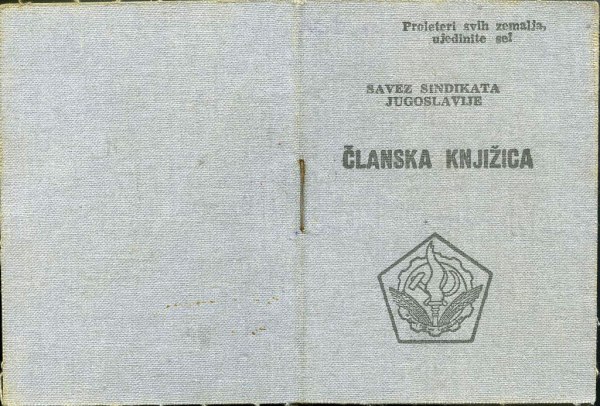 Proleteri svih zemalja,
ujedinite se!
SAVEZ SINDIKATA
JUGOSLAVIJE
ČLANSKA KNJIŽICA